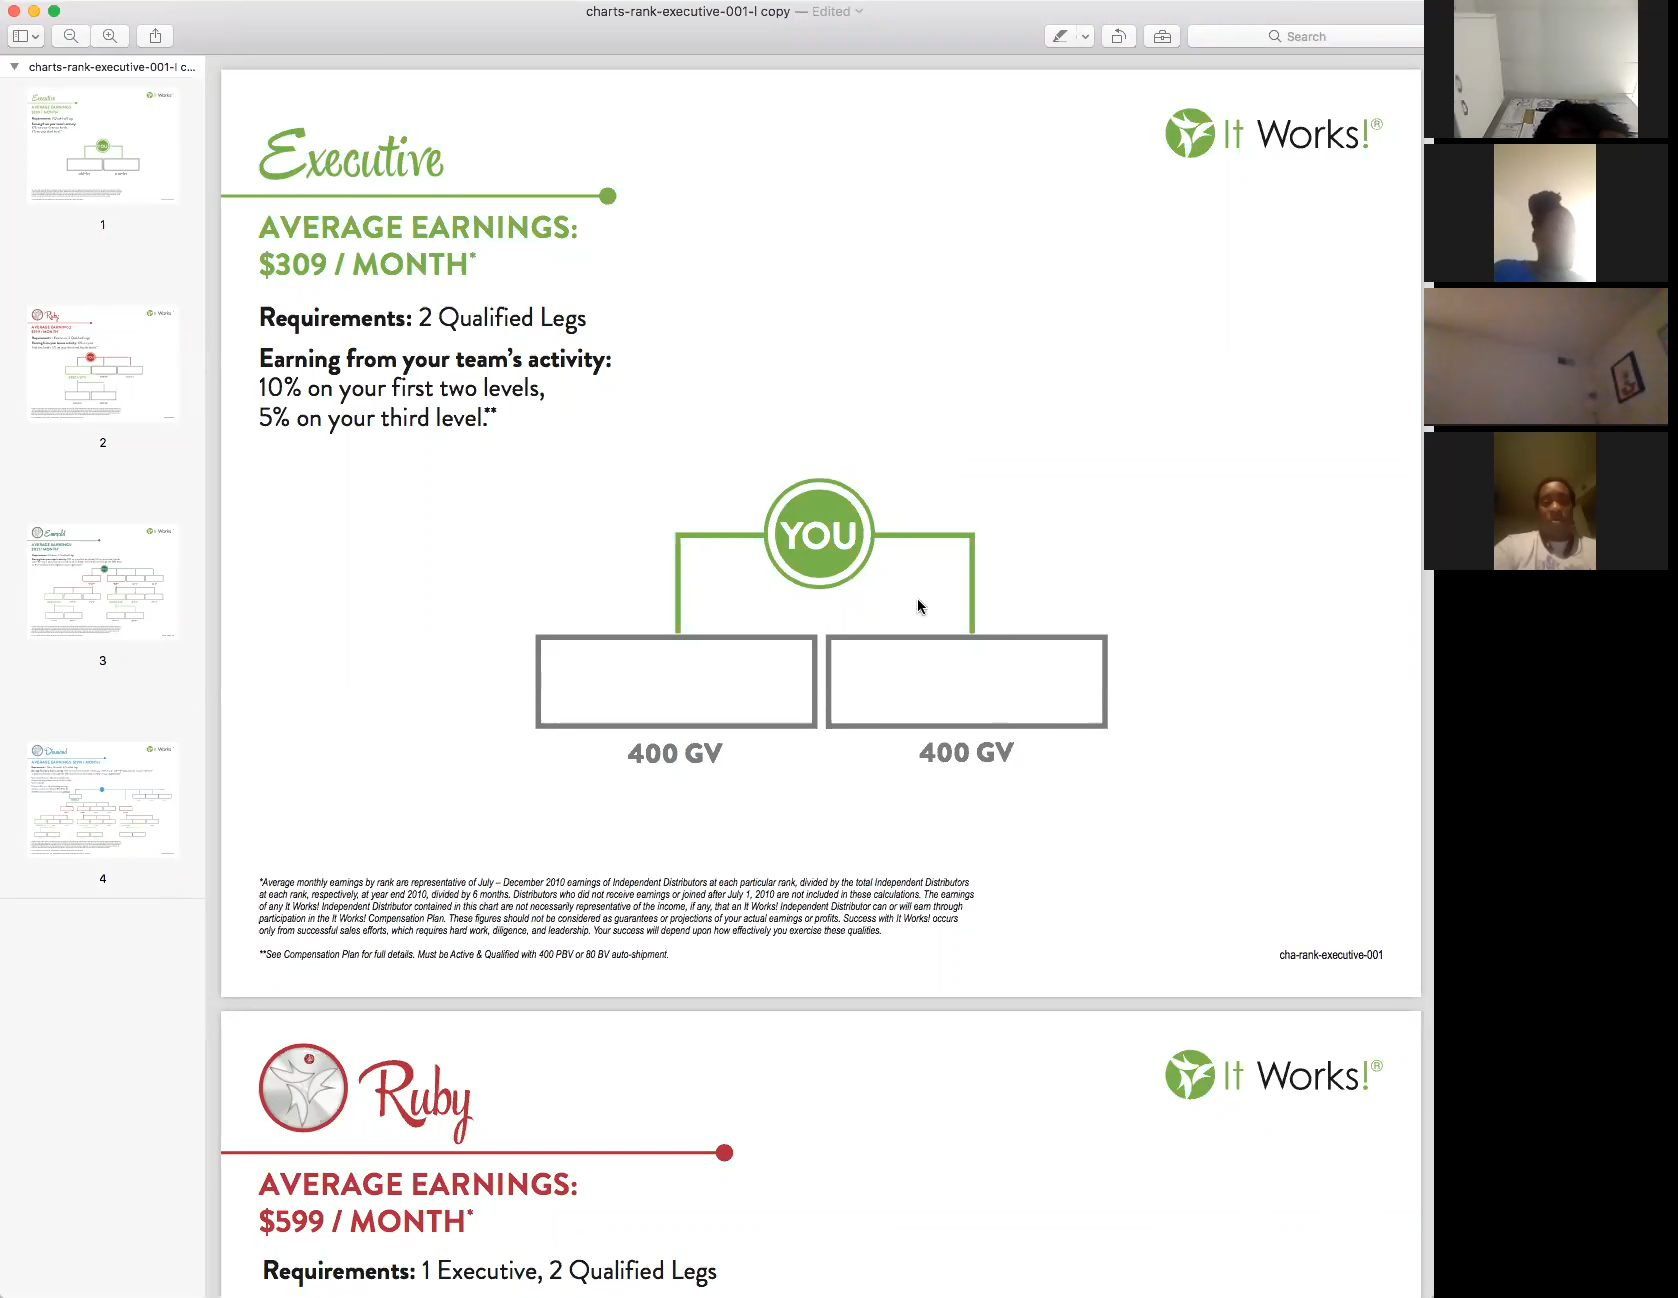 charts-rank-executive-001-l copy — Edited
Search
charts-rank-executive-001-l c...
1
2
3
4
Executive
It Works!®
AVERAGE EARNINGS:
$309 / MONTH*
Requirements: 2 Qualified Legs
Earning from your team's activity:
10% on your first two levels,
5% on your third level.**
YOU
400 GV
400 GV
*Average monthly earnings by rank are representative of July – December 2010 earnings of Independent Distributors at each particular rank, divided by the total Independent Distributors
at each rank, respectively, at year end 2010, divided by 6 months. Distributors who did not receive earnings or joined after July 1, 2010 are not included in these calculations. The earnings
of any It Works! Independent Distributor contained in this chart are not necessarily representative of the income, if any, that an It Works! Independent Distributor can or will earn through
participation in the It Works! Compensation Plan. These figures should not be considered as guarantees or projections of your actual earnings or profits. Success with It Works! occurs
only from successful sales efforts, which requires hard work, diligence, and leadership. Your success will depend upon how effectively you exercise these qualities.
**See Compensation Plan for full details. Must be Active & Qualified with 400 PBV or 80 BV auto-shipment.
cha-rank-executive-001
Ruby
It Works!®
AVERAGE EARNINGS:
$599 / MONTH*
Requirements: 1 Executive, 2 Qualified Legs